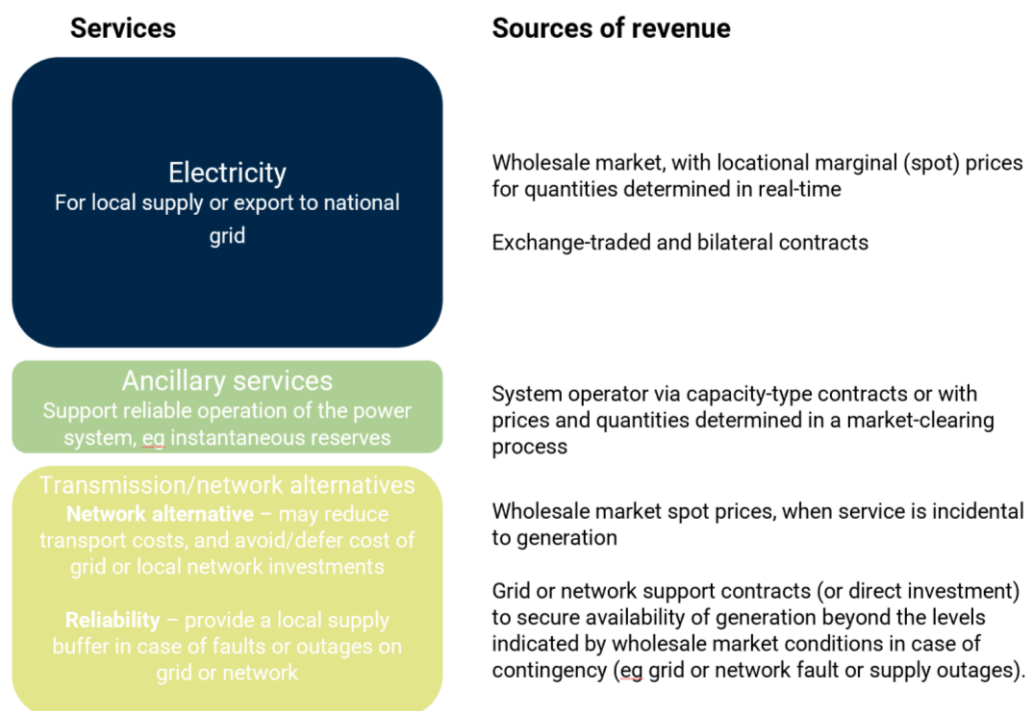 Services
Sources of revenue
Electricity
For local supply or export to national
grid
Wholesale market, with locational marginal (spot) prices
for quantities determined in real-time
Exchange-traded and bilateral contracts
Ancillary services
Support reliable operation of the power
system, eg instantaneous reserves
System operator via capacity-type contracts or with
prices and quantities determined in a market-clearing
process
Transmission/network alternatives
Network alternative – may reduce
transport costs, and avoid/defer cost of
grid or local network investments
Reliability – provide a local supply
buffer in case of faults or outages on
grid or network
Wholesale market spot prices, when service is incidental
to generation
Grid or network support contracts (or direct investment)
to secure availability of generation beyond the levels
indicated by wholesale market conditions in case of
contingency (eg grid or network fault or supply outages).